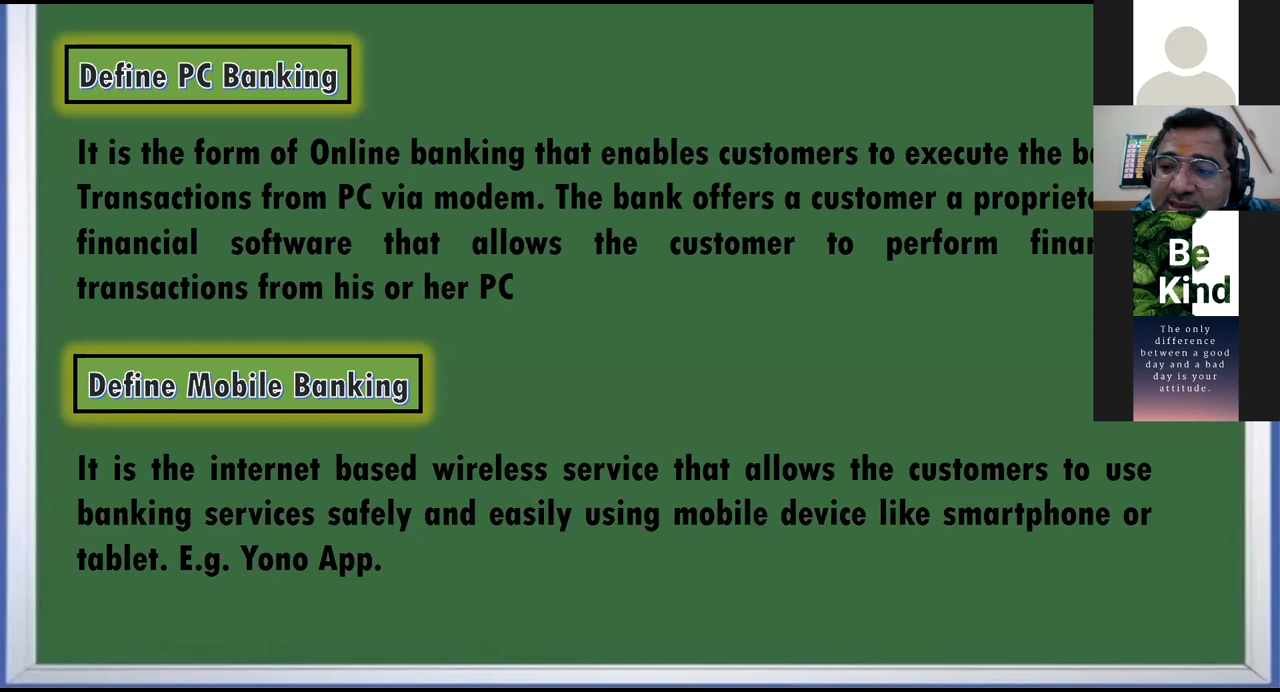 Define PC Banking
It is the form of Online banking that enables customers to execute the
Transactions from PC via modem. The bank offers a customer a
financial software that allows the customer to perform
transactions from his or her PC
Define Mobile Banking
It is the internet based wireless service that allows the customers to use
banking services safely and easily using mobile device like smartphone or
tablet. E.g. Yono App.
Be
Kind
The only
difference
between a good
day and a bad
day is your
attitude.